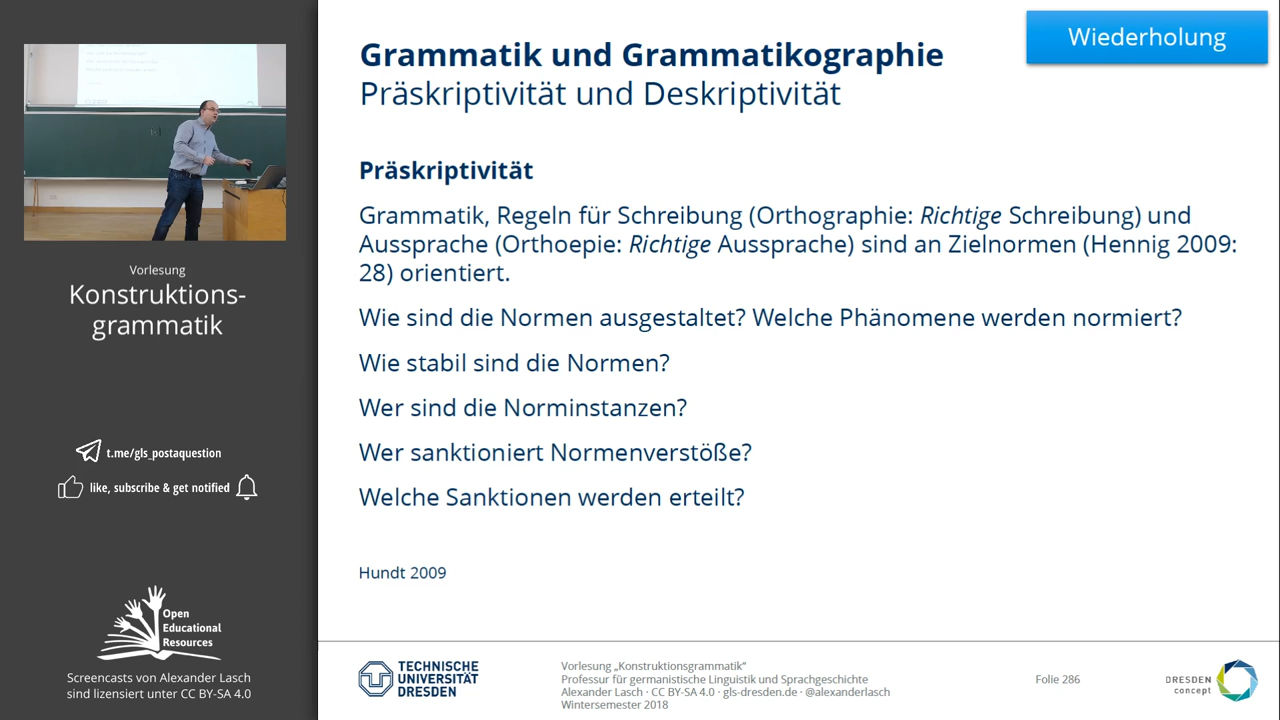 Wiederholung
Grammatik und Grammatikographie
Präskriptivität und Deskriptivität
Präskriptivität
Grammatik, Regeln für Schreibung (Orthographie: Richtige Schreibung) und
Aussprache (Orthoepie: Richtige Aussprache) sind an Zielnormen (Hennig 2009:
28) orientiert.
Wie sind die Normen ausgestaltet? Welche Phänomene werden normiert?
Wie stabil sind die Normen?
Wer sind die Norminstanzen?
Wer sanktioniert Normenverstöße?
Welche Sanktionen werden erteilt?
Hundt 2009
Vorlesung
Konstruktions-
grammatik
t.me/gls_postaquestion
like, subscribe & get notified
Open
Educational
Resources
Screencasts von Alexander Lasch
sind lizensiert unter CC BY-SA 4.0
TECHNISCHE
UNIVERSITÄT
DRESDEN
Vorlesung „Konstruktionsgrammatik“
Professur für germanistische Linguistik und Sprachgeschichte
Alexander Lasch · CC BY-SA 4.0 · gls-dresden.de · @alexanderlasch
Wintersemester 2018
Folie 286
DRESDEN
concept